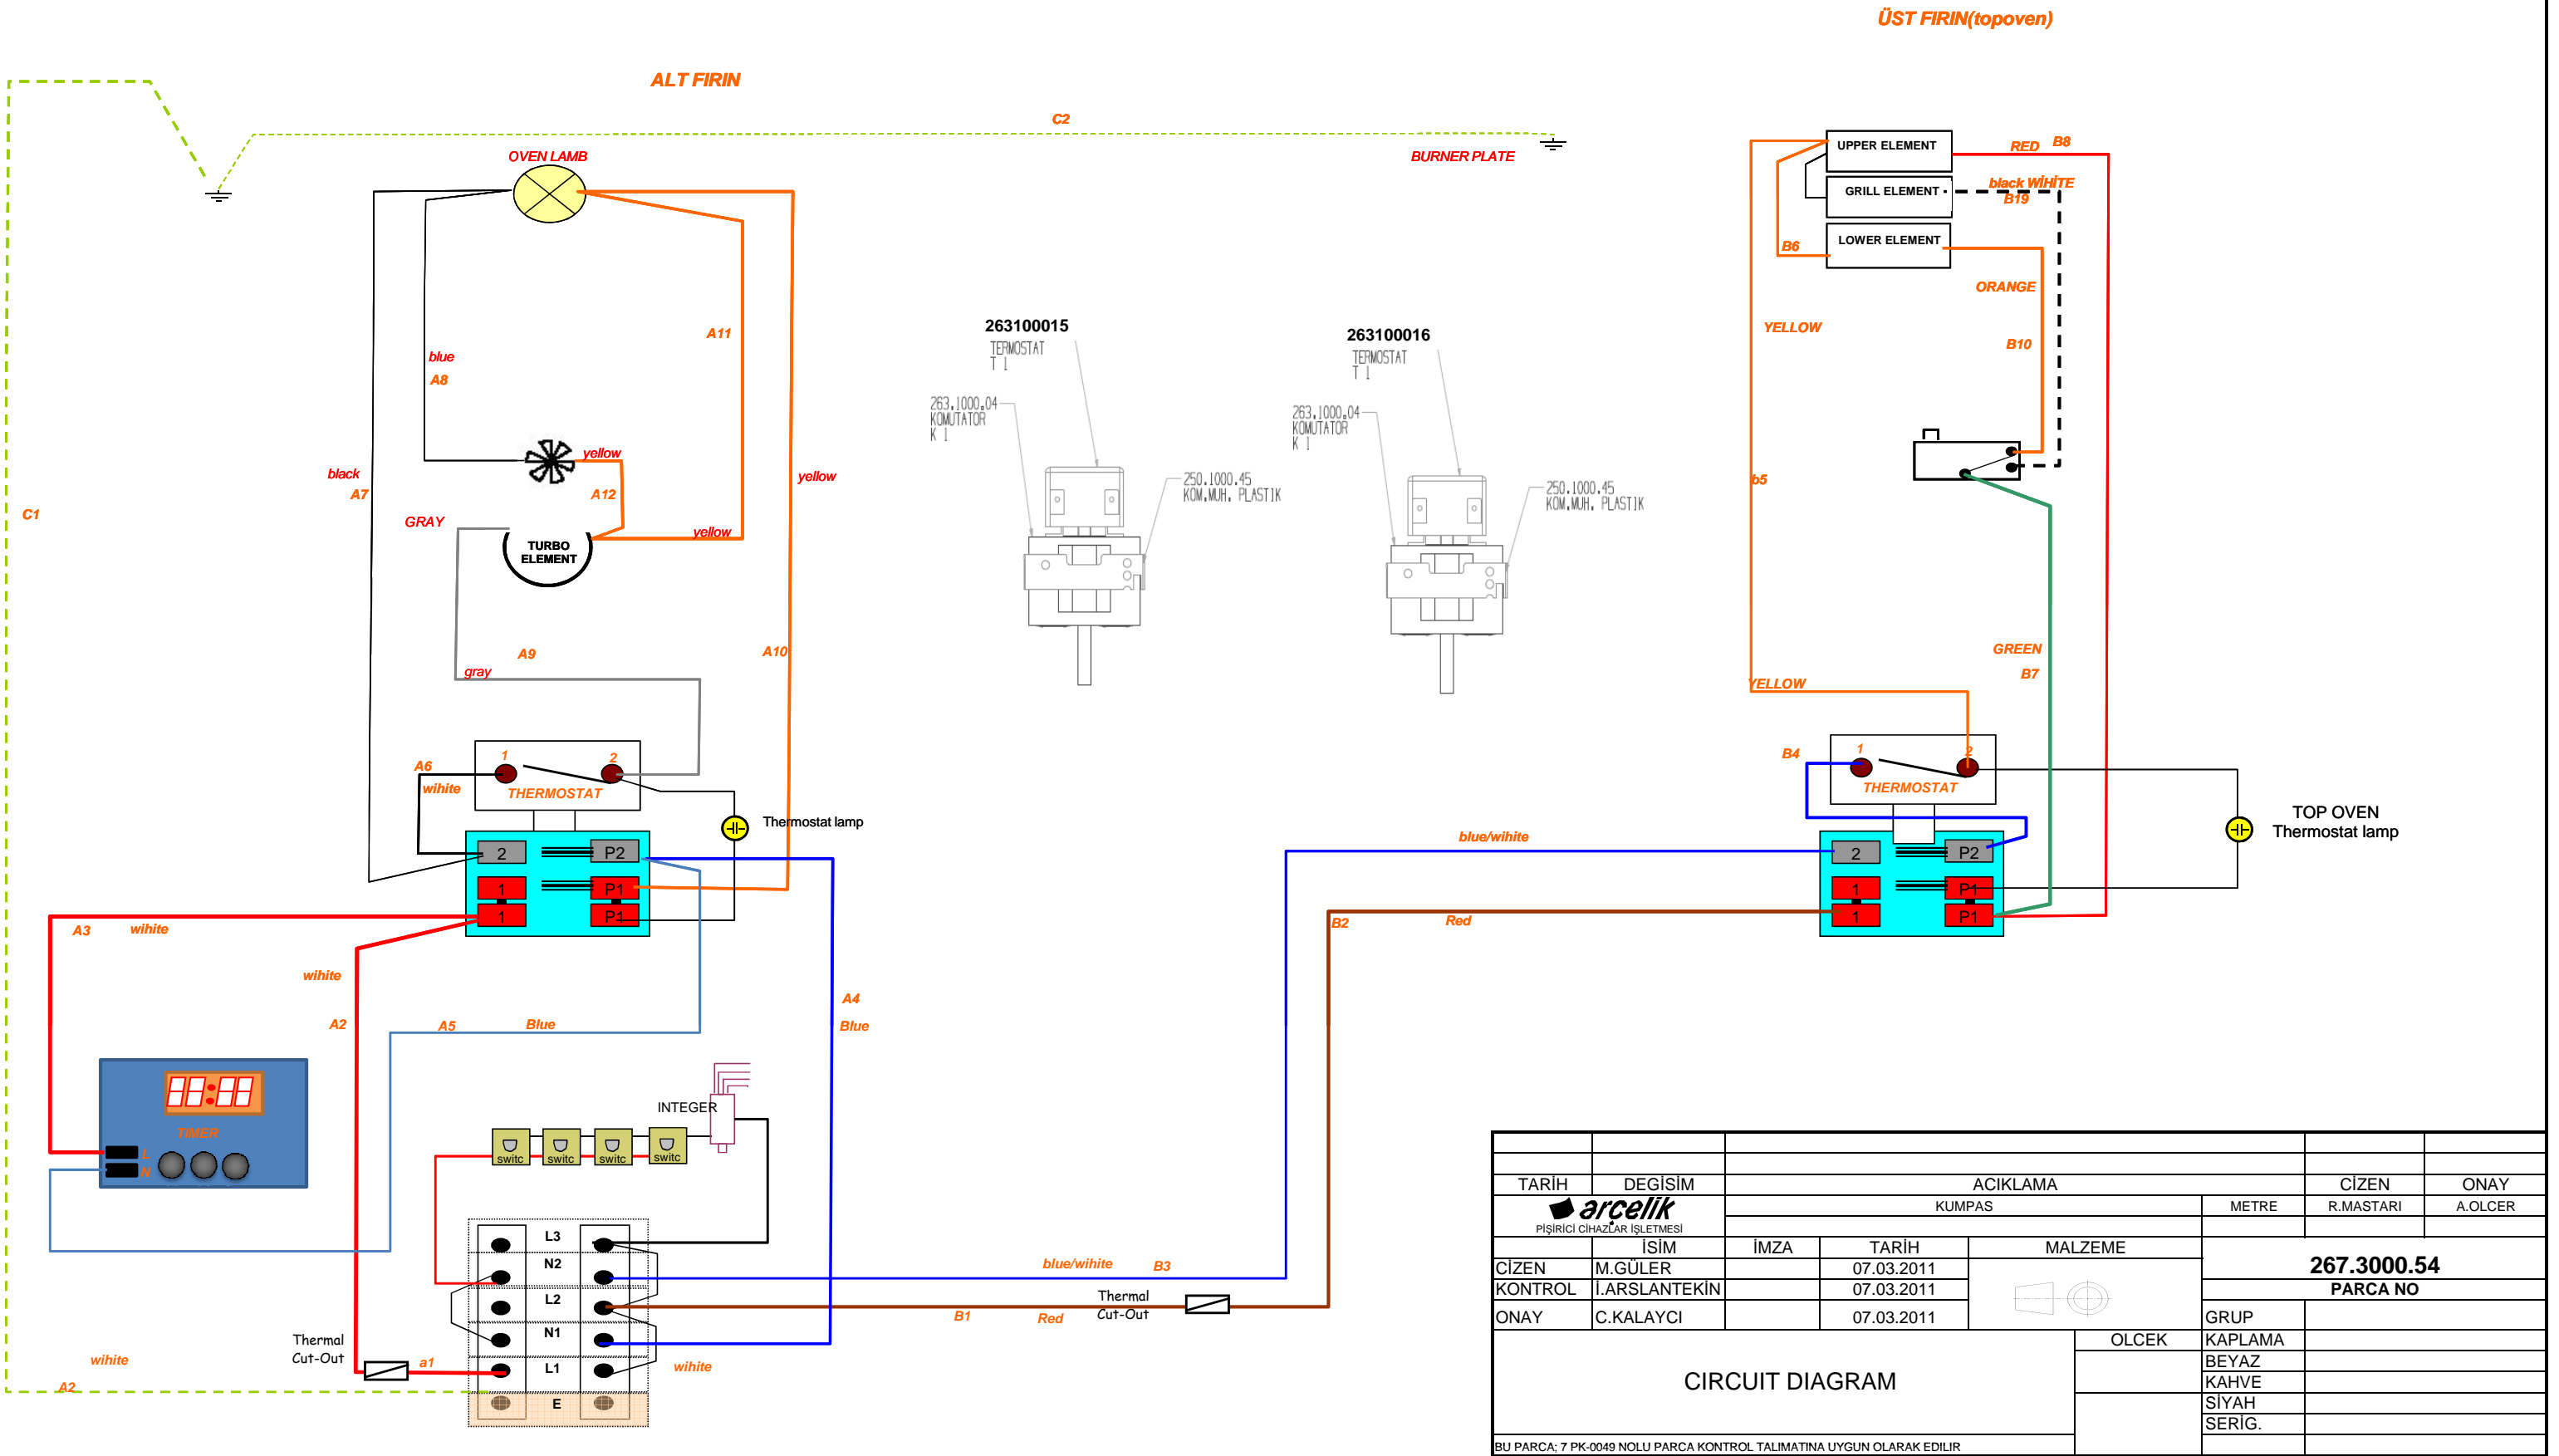 ÜST FIRIN(topoven)
ALT FIRIN
C2
OVEN LAMB
BURNER PLATE
UPPER ELEMENT
RED B8
GRILL ELEMENT
black WİHİTE
B19
LOWER ELEMENT
B6
ORANGE
B10
YELLOW
b5
A11
blue
A8
263100015
TERMOSTAT
T 1
263.1000.04
KOMUTATOR
K 1
250.1000.45
KOM.MUH. PLASTIK
263100016
TERMOSTAT
T 1
263.1000.04
KOMUTATOR
K 1
250.1000.45
KOM.MUH. PLASTIK
yellow
black
A7
A12
yellow
C1
GRAY
yellow
TURBO
ELEMENT
A9
A10
gray
GREEN
B7
YELLOW
A6
wihite
1
2
THERMOSTAT
Thermostat lamp
2
P2
1
P1
1
P1
B4
1
2
THERMOSTAT
TOP OVEN
Thermostat lamp
2
P2
1
P1
1
P1
blue/wihite
B2
Red
A3 wihite
wihite
A2
A5
Blue
A4
Blue
TIMER
L
N
INTEGER
switc
switc
switc
switc
L3
N2
L2
N1
L1
E
blue/wihite B3
B1
Red
Thermal
Cut-Out
Thermal
Cut-Out
a1
wihite
wihite
A2
TARİH DEGİSİM ACIKLAMA CİZEN ONAY
arçelik
PİŞİRİCİ CİHAZLAR İŞLETMESİ
KUMPAS METRE R.MASTARI A.OLCER
İSİM İMZA TARİH MALZEME
267.3000.54
CİZEN M.GÜLER 07.03.2011
KONTROL İ.ARSLANTEKİN 07.03.2011
PARCA NO
ONAY C.KALAYCI 07.03.2011
GRUP
OLCEK KAPLAMA
BEYAZ
CIRCUIT DIAGRAM
KAHVE
SİYAH
SERİG.
BU PARCA; 7 PK-0049 NOLU PARCA KONTROL TALIMATINA UYGUN OLARAK EDILIR